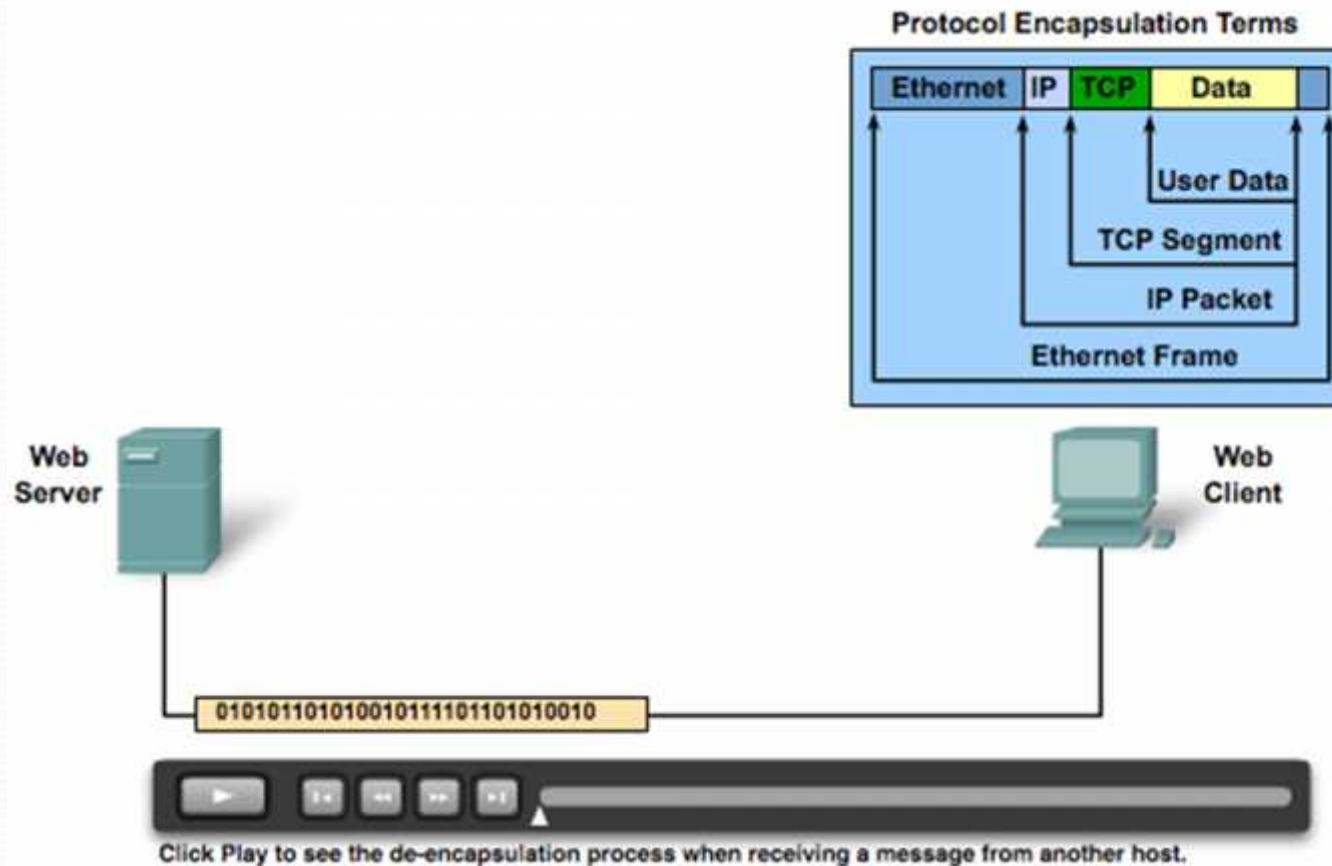 Protocol Encapsulation Terms
Ethernet IP TCP Data
User Data
TCP Segment
IP Packet
Ethernet Frame
Web
Server
Web
Client
0101011010100101111101101010010
Click Play to see the de-encapsulation process when receiving a message from another host.